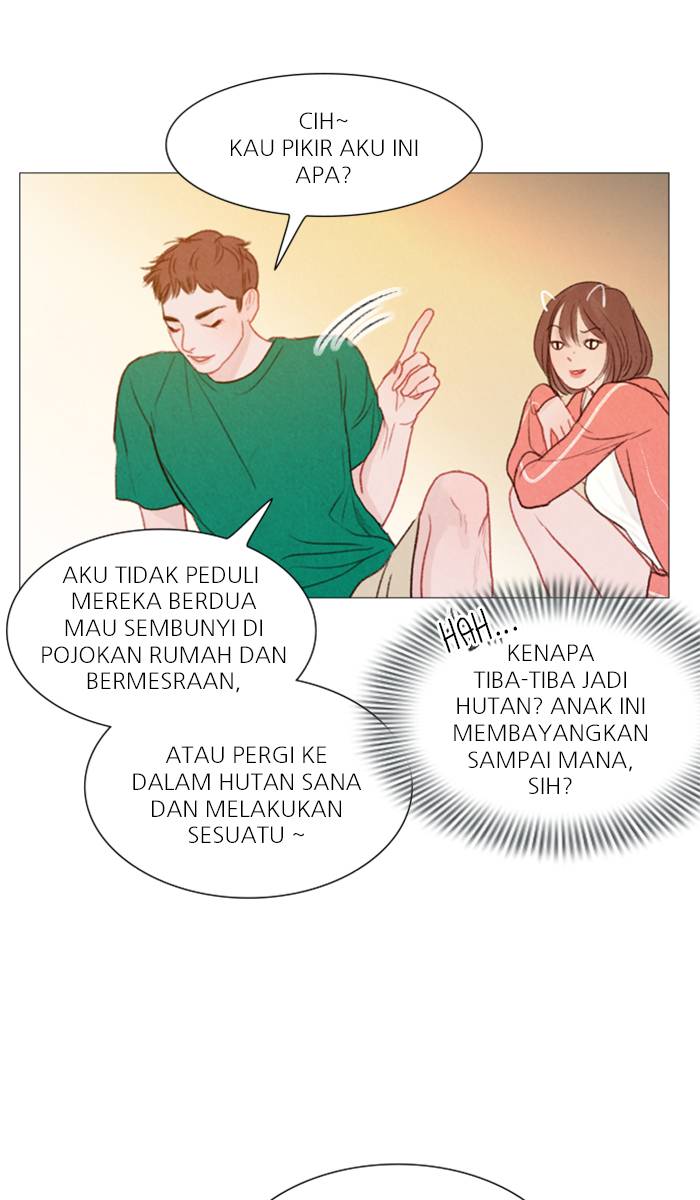 CIH~
KAU PIKIR AKU INI
APA?
AKU TIDAK PEDULI
MEREKA BERDUA
MAU SEMBUNYI DI
POJOKAN RUMAH DAN
BERMESRAAN,
HAH...
KENAPA
TIBA-TIBA JADI
HUTAN? ANAK INI
MEMBAYANGKAN
SAMPAI MANA,
SIH?
ATAU PERGI KE
DALAM HUTAN SANA
DAN MELAKUKAN
SESUATU ~